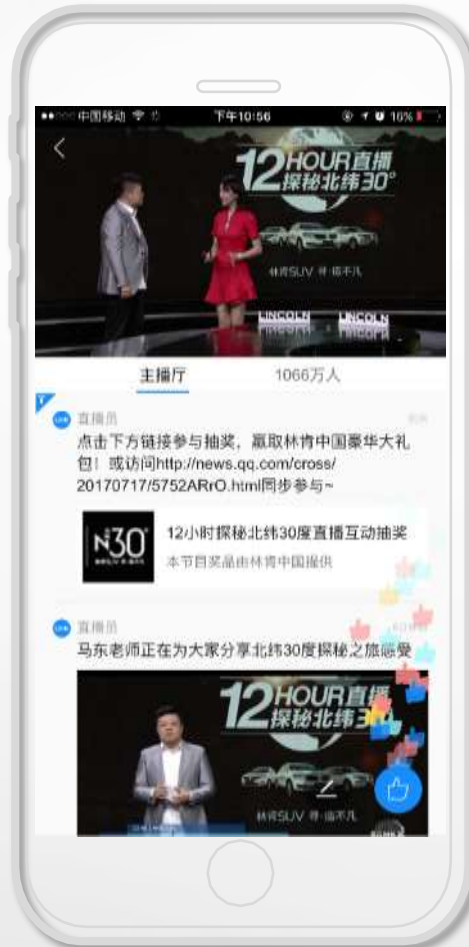 中国移动
下午10:56
16%
12HOUR直播
探秘北纬30°
林肯SUV 寻·踪不凡
LINCOLN LINCOLN
主播厅 1066万人
直播员
点击下方链接参与抽奖，赢取林肯中国豪华大礼
包！或访问http://news.qq.com/cross/
20170717/5752ARrO.html同步参与~
N30°
12小时探秘北纬30度直播互动抽奖
本节目奖品由林肯中国提供
直播员
马东老师正在为大家分享北纬30度探秘之旅感受
12HOUR直播
探秘北纬30
林肯SUV 寻·踪不凡